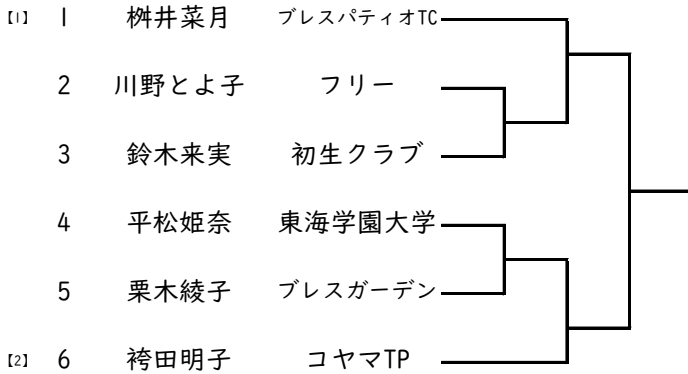 【1】 1 桝井菜月 ブレスパティオTC
2 川野とよ子 フリー
3 鈴木来実 初生クラブ
4 平松姫奈 東海学園大学
5 栗木綾子 ブレスガーデン
【2】 6 袴田明子 コヤマTP